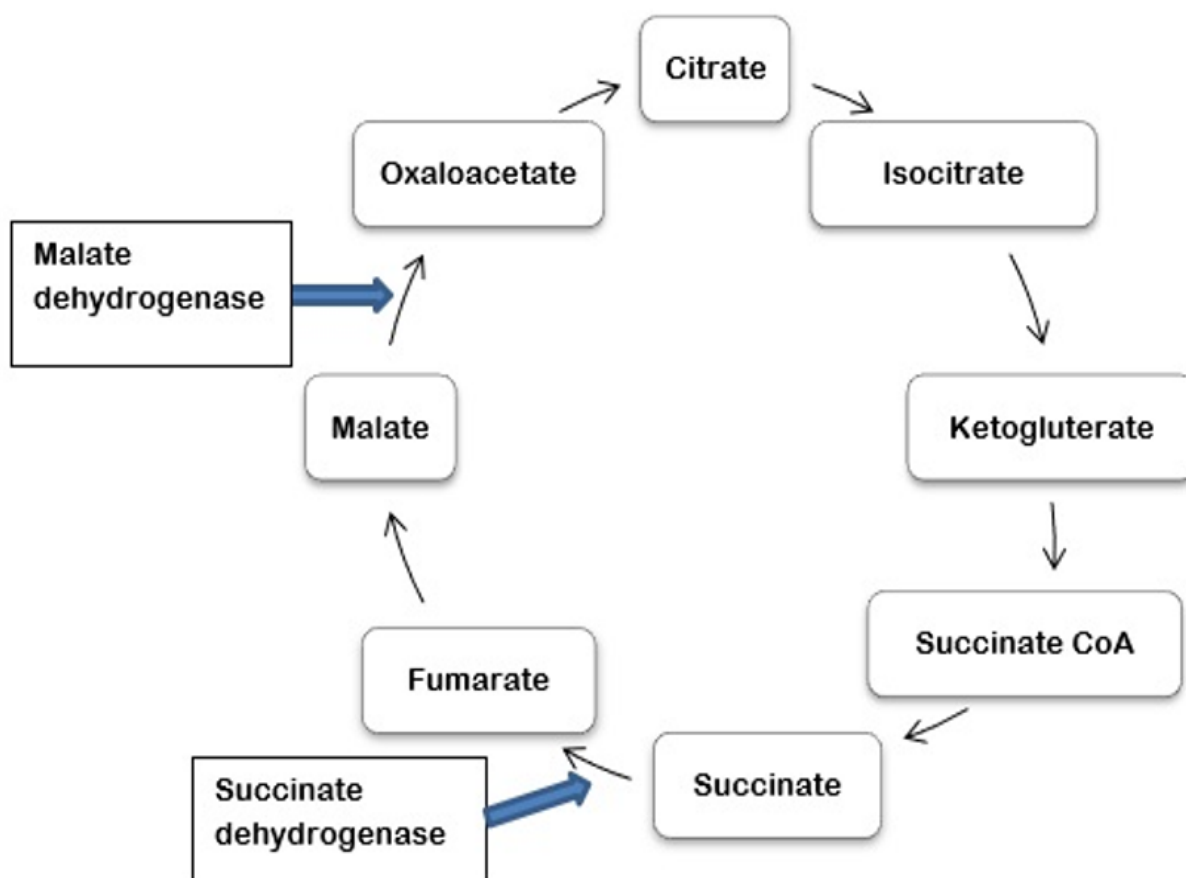 Citrate
Oxaloacetate
Isocitrate
Malate
dehydrogenase
Malate
Ketogluterate
Succinate CoA
Fumarate
Succinate
Succinate
dehydrogenase